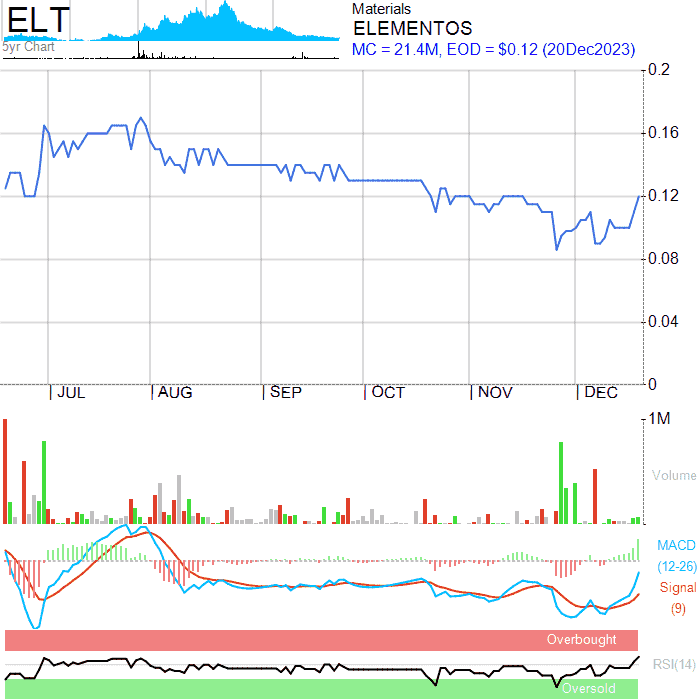 ELT
5yr Chart
Materials
ELEMENTOS
MC = 21.4M, EOD = $0.12 (20Dec2023)
0.2
0.16
0.12
0.08
0.04
0
JUL AUG SEP OCT NOV DEC
1M
Volume
MACD
(12-26)
Signal
(9)
Overbought
RSI(14)
Oversold